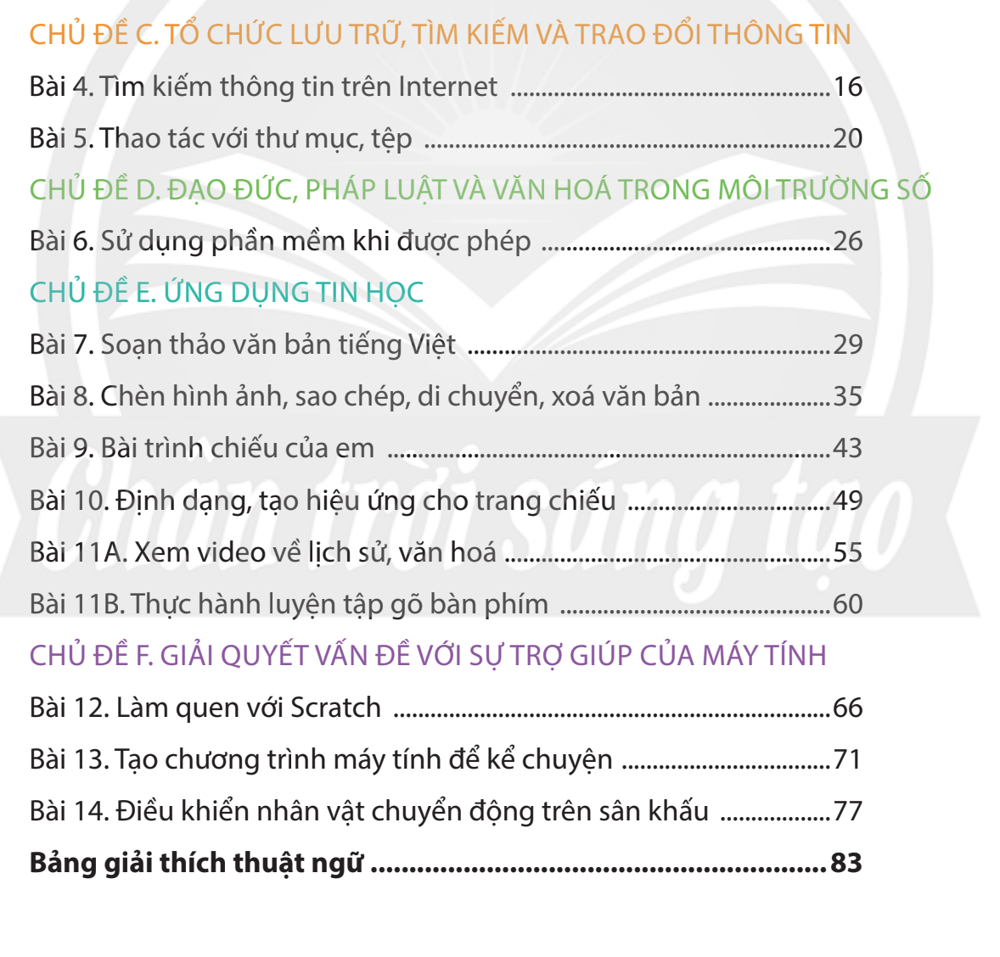 CHỦ ĐỀ C. TỔ CHỨC LƯU TRỮ, TÌM KIẾM VÀ TRAO ĐỔI THÔNG TIN
Bài 4. Tìm kiếm thông tin trên Internet ....................................................16
Bài 5. Thao tác với thư mục, tệp ..................................................................20
CHỦ ĐỀ D. ĐẠO ĐỨC, PHÁP LUẬT VÀ VĂN HOÁ TRONG MÔI TRƯỜNG SỐ
Bài 6. Sử dụng phần mềm khi được phép ...............................................26
CHỦ ĐỀ E. ỨNG DỤNG TIN HỌC
Bài 7. Soạn thảo văn bản tiếng Việt ...........................................................29
Bài 8. Chèn hình ảnh, sao chép, di chuyển, xoá văn bản ....................35
Bài 9. Bài trình chiếu của em ........................................................................43
Bài 10. Định dạng, tạo hiệu ứng cho trang chiếu .................................49
Bài 11A. Xem video về lịch sử, văn hoá .....................................................55
Bài 11B. Thực hành luyện tập gõ bàn phím ............................................60
CHỦ ĐỀ F. GIẢI QUYẾT VẤN ĐỀ VỚI SỰ TRỢ GIÚP CỦA MÁY TÍNH
Bài 12. Làm quen với Scratch .......................................................................66
Bài 13. Tạo chương trình máy tính để kể chuyện ..................................71
Bài 14. Điều khiển nhân vật chuyển động trên sân khấu ..................77
Bảng giải thích thuật ngữ ............................................................83
Chân trời sáng tạo